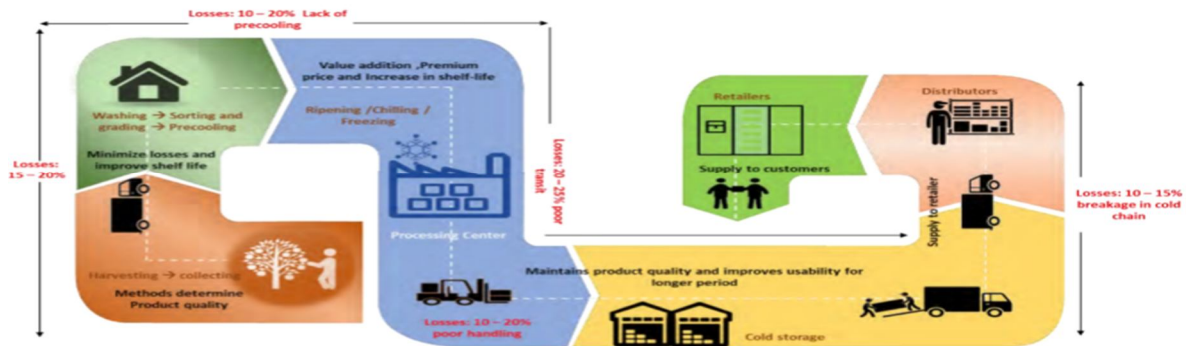 Losses: 10 – 20% Lack of
precooling
Losses:
15 – 20%
Washing → Sorting and
grading → Precooling
Minimize losses and
improve shelf life
Harvesting → collecting
Methods determine
Product quality
Value addition ,Premium
price and Increase in shelf-life
Ripening /Chilling /
Freezing
Processing Center
Losses: 10 – 20%
poor handling
Losses: 20 – 25% poor
transit
Maintains product quality and improves usability for
longer period
Cold storage
Supply to retailer
Distributors
Retailers
Supply to customers
Losses: 10 – 15%
breakage in cold
chain